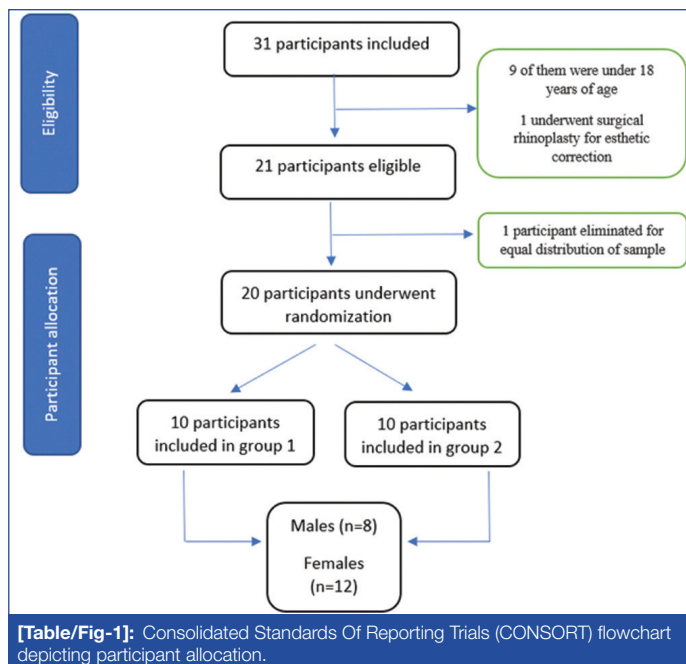 Eligibility
31 participants included
9 of them were under 18
years of age
1 underwent surgical
rhinoplasty for esthetic
correction
21 participants eligible
1 participant eliminated for
equal distribution of sample
Participant allocation
20 participants underwent
randomization
10 participants
included in group 1
10 participants
included in group 2
Males (n=8)
Females
(n=12)
[Table/Fig-1]: Consolidated Standards Of Reporting Trials (CONSORT) flowchart
depicting participant allocation.